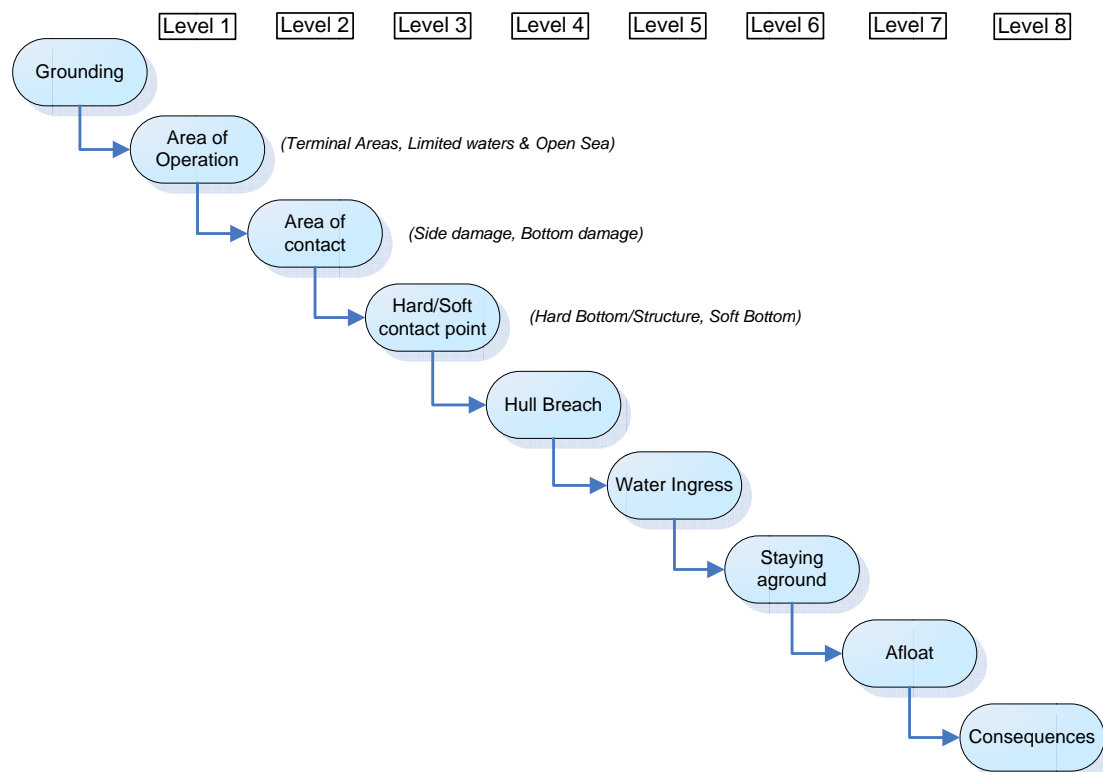 Level 1
Level 2
Level 3
Level 4
Level 5
Level 6
Level 7
Level 8
Grounding
Area of
Operation
(Terminal Areas, Limited waters & Open Sea)
Area of
contact
(Side damage, Bottom damage)
Hard/Soft
contact point
(Hard Bottom/Structure, Soft Bottom)
Hull Breach
Water Ingress
Staying
aground
Afloat
Consequences